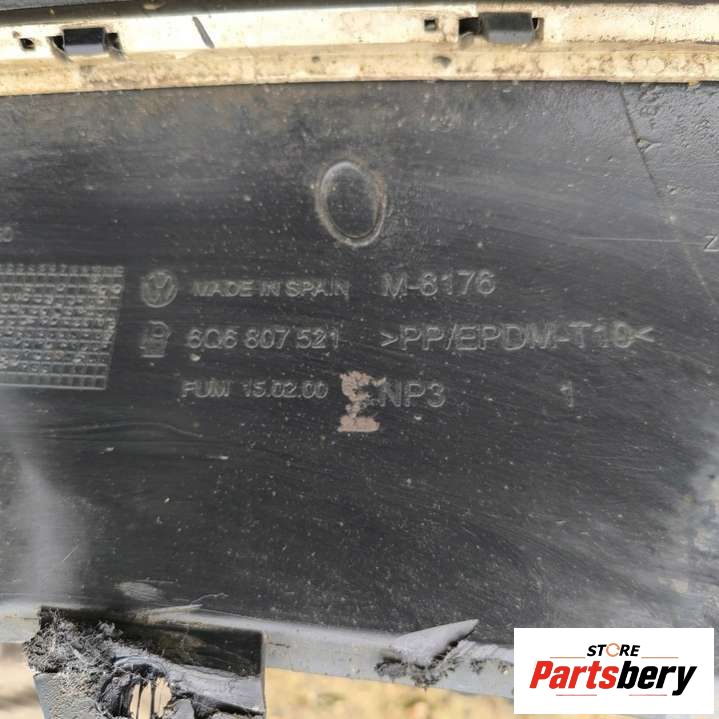 MADE IN SPAIN M-8176
6Q6 807 521 >PP/EPDM-T10<
FUM 15.02.00 NP3 1
STORE
Partsbery